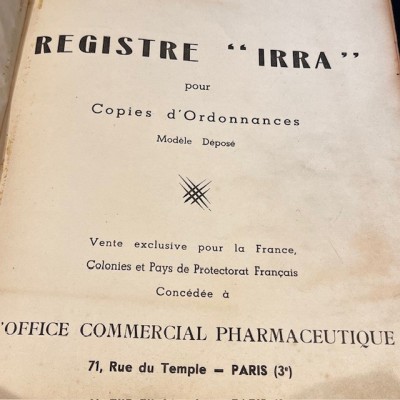 REGISTRE "IRRA"
pour
Copies d'Ordonnances
Modèle Déposé
Vente exclusive pour la France,
Colonies et Pays de Protectorat Français
Concédée à
'OFFICE COMMERCIAL PHARMACEUTIQUE
71, Rue du Temple — PARIS (3e)